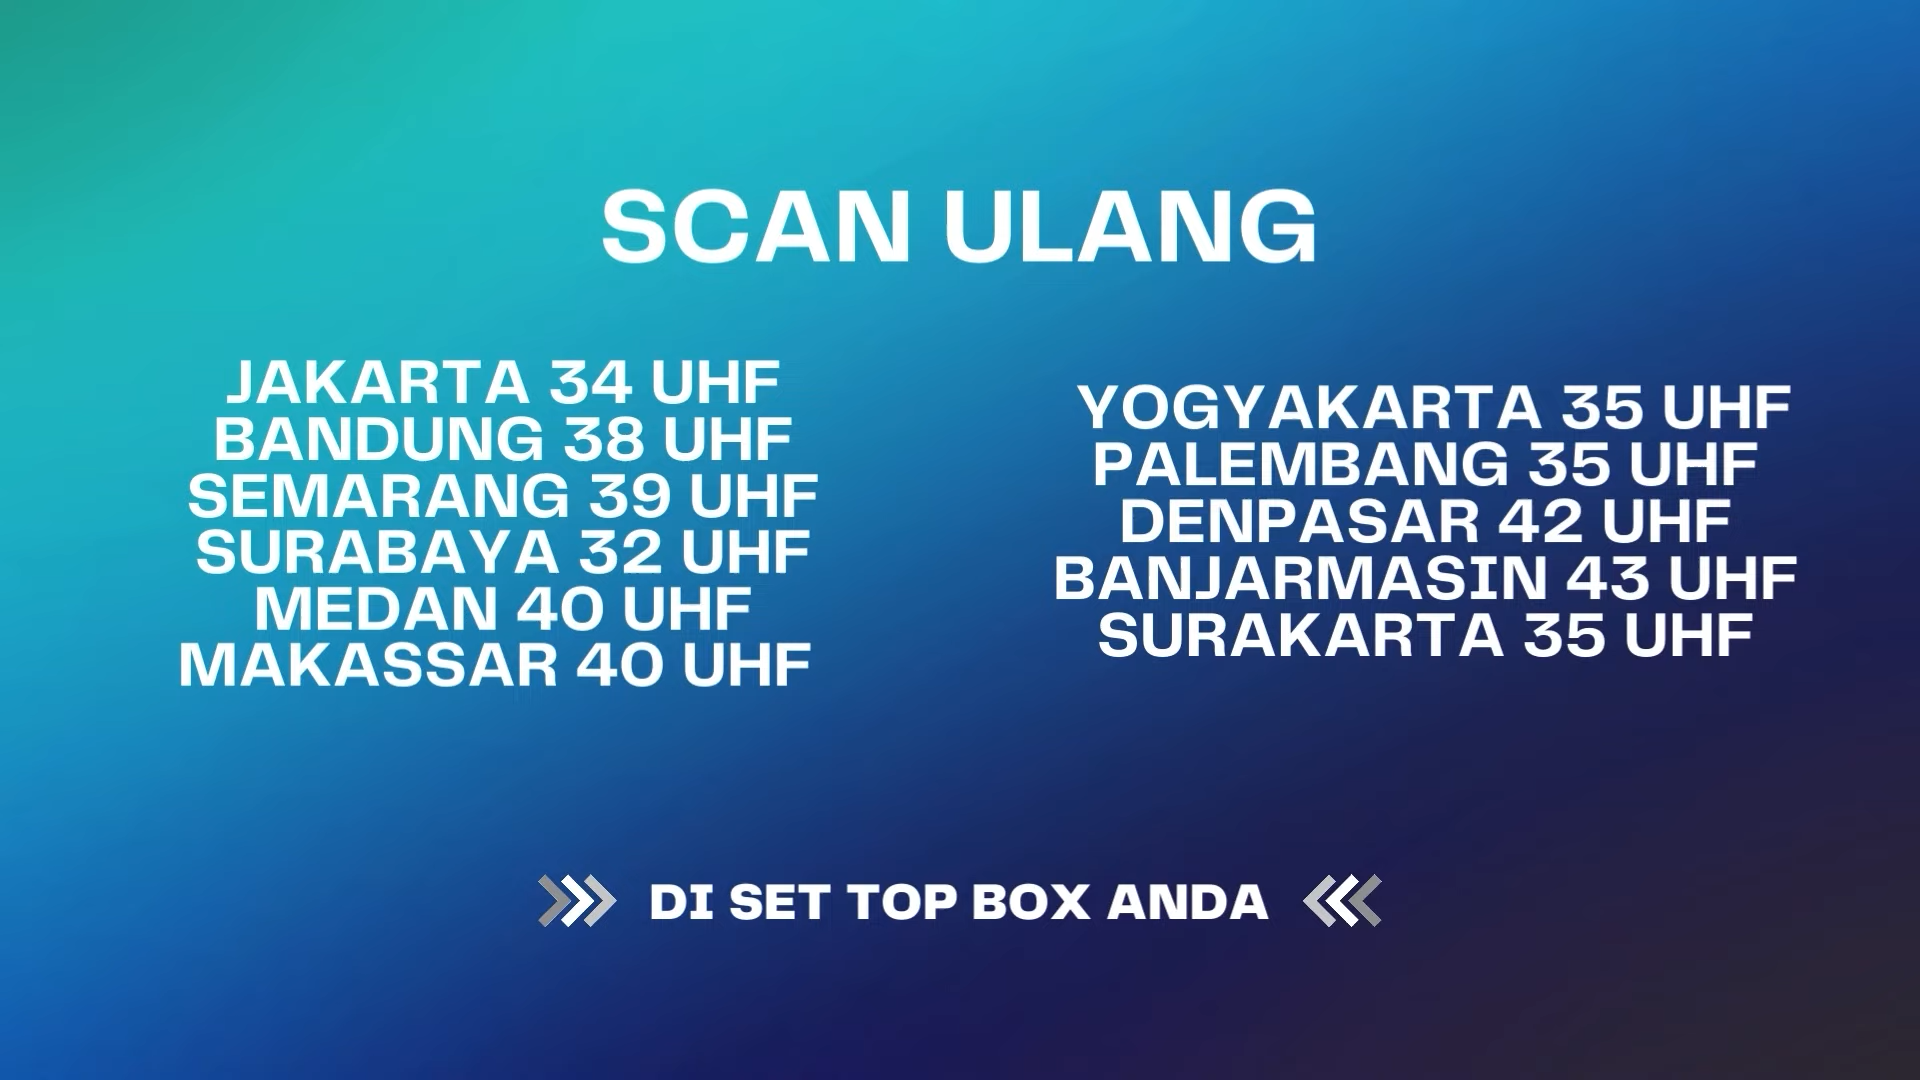 SCAN ULANG
JAKARTA 34 UHF
BANDUNG 38 UHF
SEMARANG 39 UHF
SURABAYA 32 UHF
MEDAN 40 UHF
MAKASSAR 40 UHF
YOGYAKARTA 35 UHF
PALEMBANG 35 UHF
DENPASAR 42 UHF
BANJARMASIN 43 UHF
SURAKARTA 35 UHF
DI SET TOP BOX ANDA